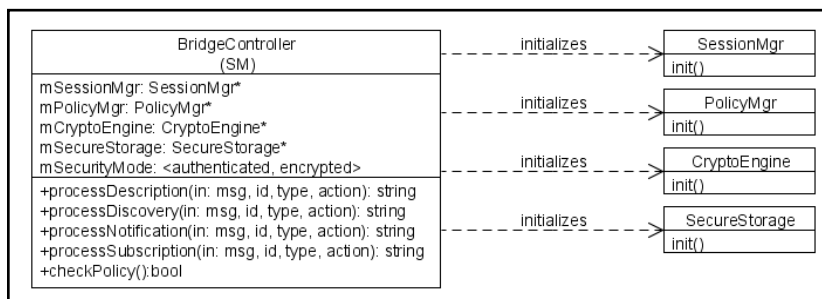 BridgeController
(SM)
mSessionMgr: SessionMgr*
mPolicyMgr: PolicyMgr*
mCryptoEngine: CryptoEngine*
mSecureStorage: SecureStorage*
mSecurityMode: <authenticated, encrypted>
+processDescription(in: msg, id, type, action): string
+processDiscovery(in: msg, id, type, action): string
+processNotification(in: msg, id, type, action): string
+processSubscription(in: msg, id, type, action): string
+checkPolicy():bool
initializes
SessionMgr
init()
initializes
PolicyMgr
init()
initializes
CryptoEngine
init()
initializes
SecureStorage
init()